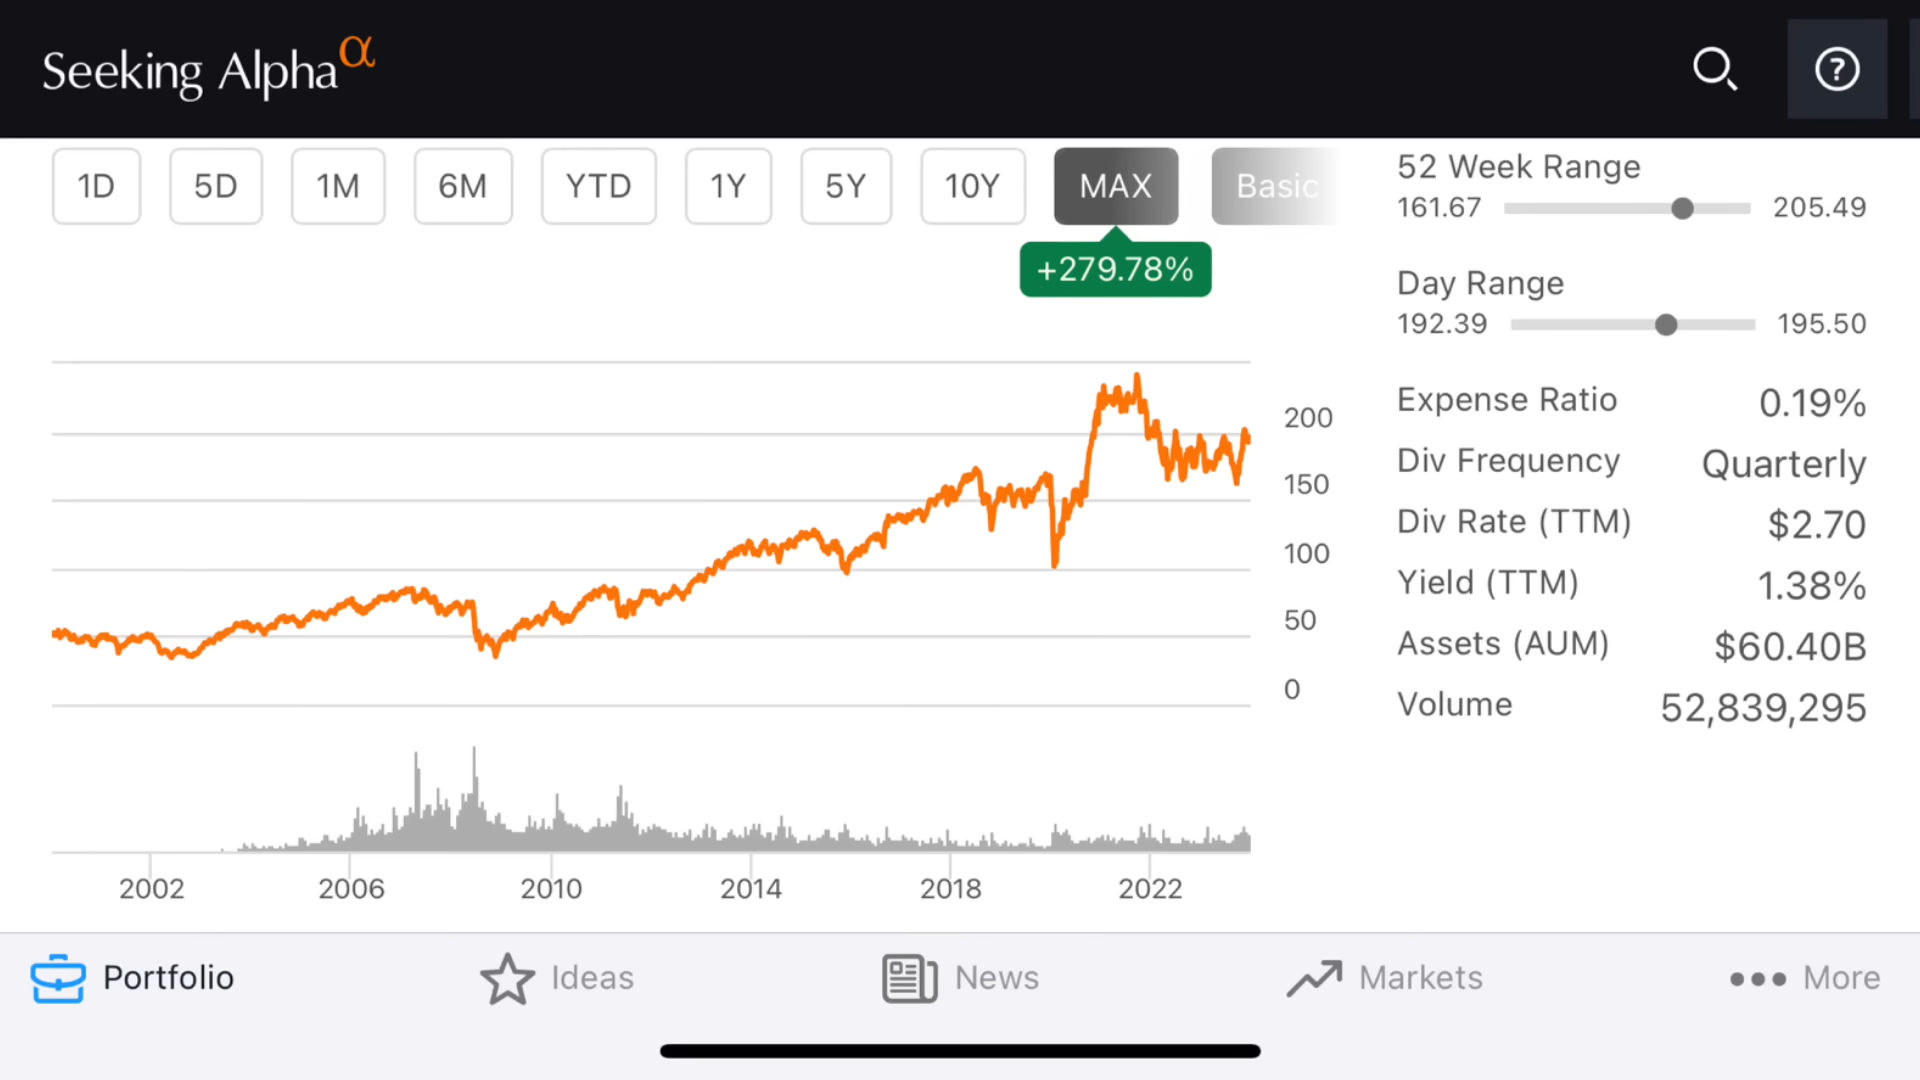 Seeking Alpha α
1D 5D 1M 6M YTD 1Y 5Y 10Y MAX Basic
+279.78%
200
150
100
50
0
2002 2006 2010 2014 2018 2022
52 Week Range
161.67 205.49
Day Range
192.39 195.50
Expense Ratio 0.19%
Div Frequency Quarterly
Div Rate (TTM) $2.70
Yield (TTM) 1.38%
Assets (AUM) $60.40B
Volume 52,839,295
Portfolio Ideas News Markets More